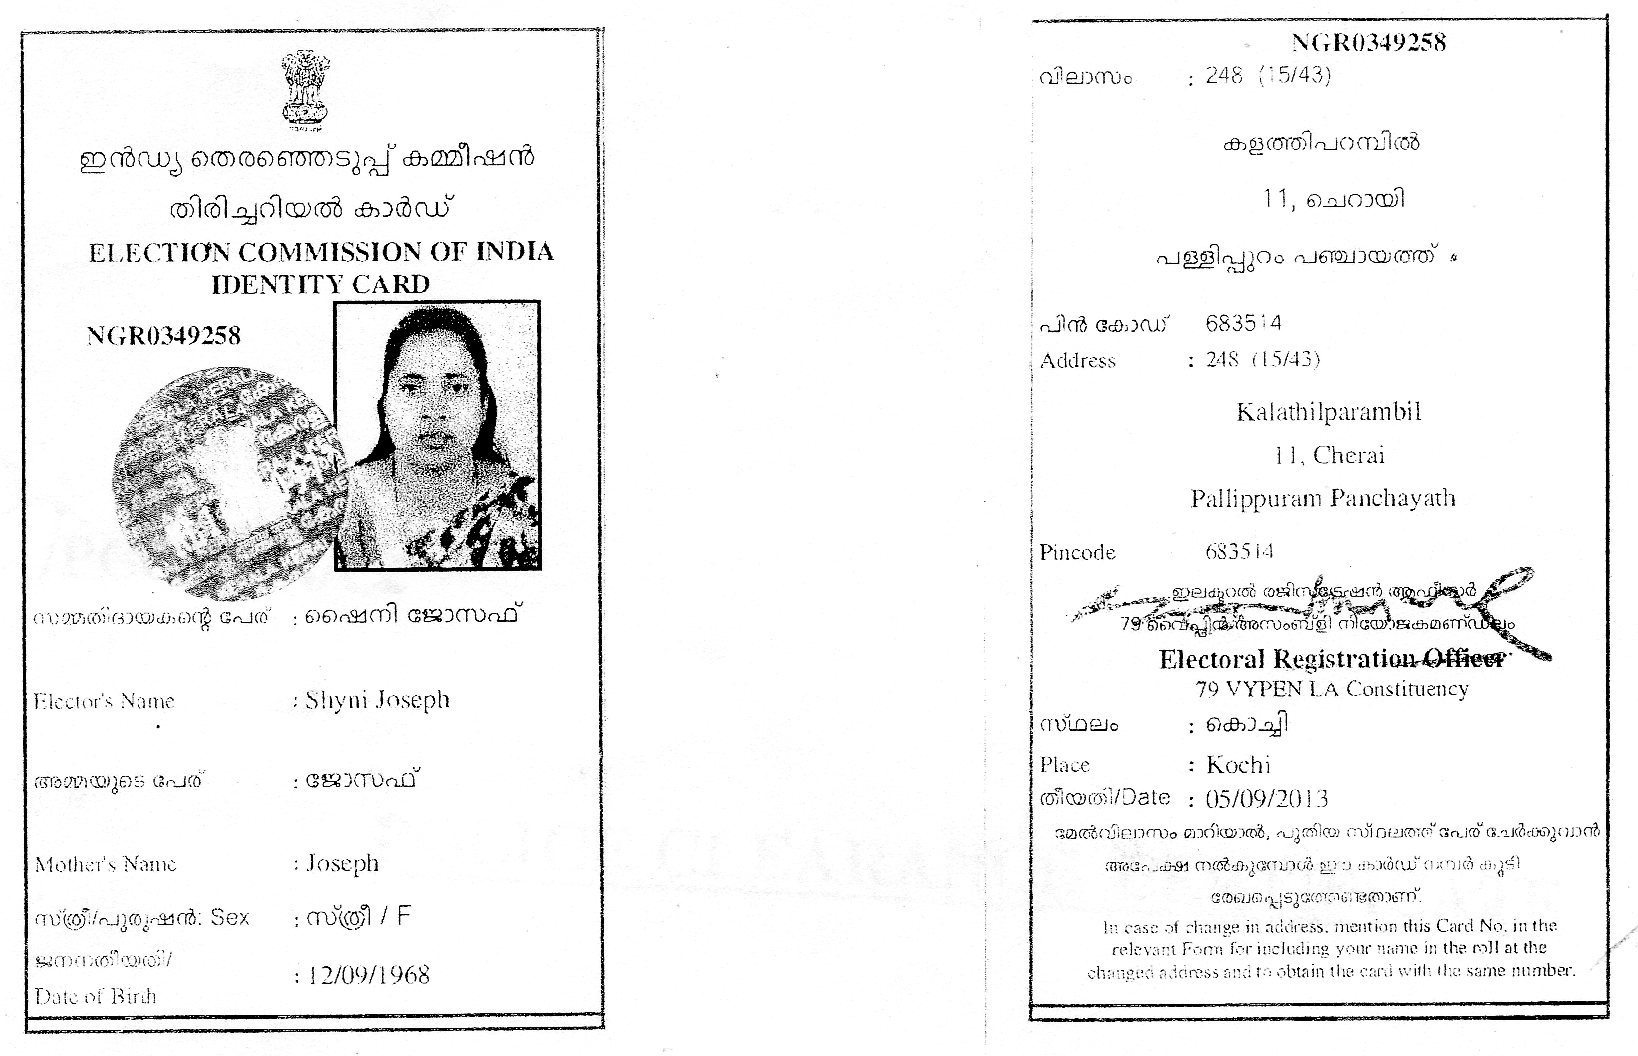 ഇൻഡ്യ തെരഞ്ഞെടുപ്പ് കമ്മീഷൻ
തിരിച്ചറിയൽ കാർഡ്
ELECTION COMMISSION OF INDIA
IDENTITY CARD
NGR0349258
സമ്മതിദായകന്റെ പേര് : ഷൈനി ജോസഫ്
Elector's Name : Shyni Joseph
അമ്മയുടെ പേര് : ജോസഫ്
Mother's Name : Joseph
സ്ത്രീ/പുരുഷൻ: Sex : സ്ത്രീ / F
ജനനതീയതി/
Date of Birth : 12/09/1968
NGR0349258
വിലാസം : 248 (15/43)
കളത്തിപറമ്പിൽ
11, ചെറായി
പള്ളിപ്പുറം പഞ്ചായത്ത്
പിൻ കോഡ് 683514
Address : 248 (15/43)
Kalathilparambil
11, Cherai
Pallippuram Panchayath
Pincode 683514
ഇലക്ടറൽ രജിസ്ട്രേഷൻ ആഫീസർ
79 വൈപ്പിൻ അസംബ്ളി നിയോജകമണ്ഡലം
Electoral Registration Officer
79 VYPEN LA Constituency
സ്ഥലം : കൊച്ചി
Place : Kochi
തീയതി/Date : 05/09/2013
മേൽവിലാസം മാറിയാൽ, പുതിയ സ്ഥലത്ത് പേര് ചേർക്കുവാൻ
അപേക്ഷ നൽകുമ്പോൾ ഈ കാർഡ് നമ്പർ കൂടി
രേഖപ്പെടുത്തേണ്ടതാണ്.
In case of change in address, mention this Card No. in the
relevant Form for including your name in the roll at the
changed address and to obtain the card with the same number.